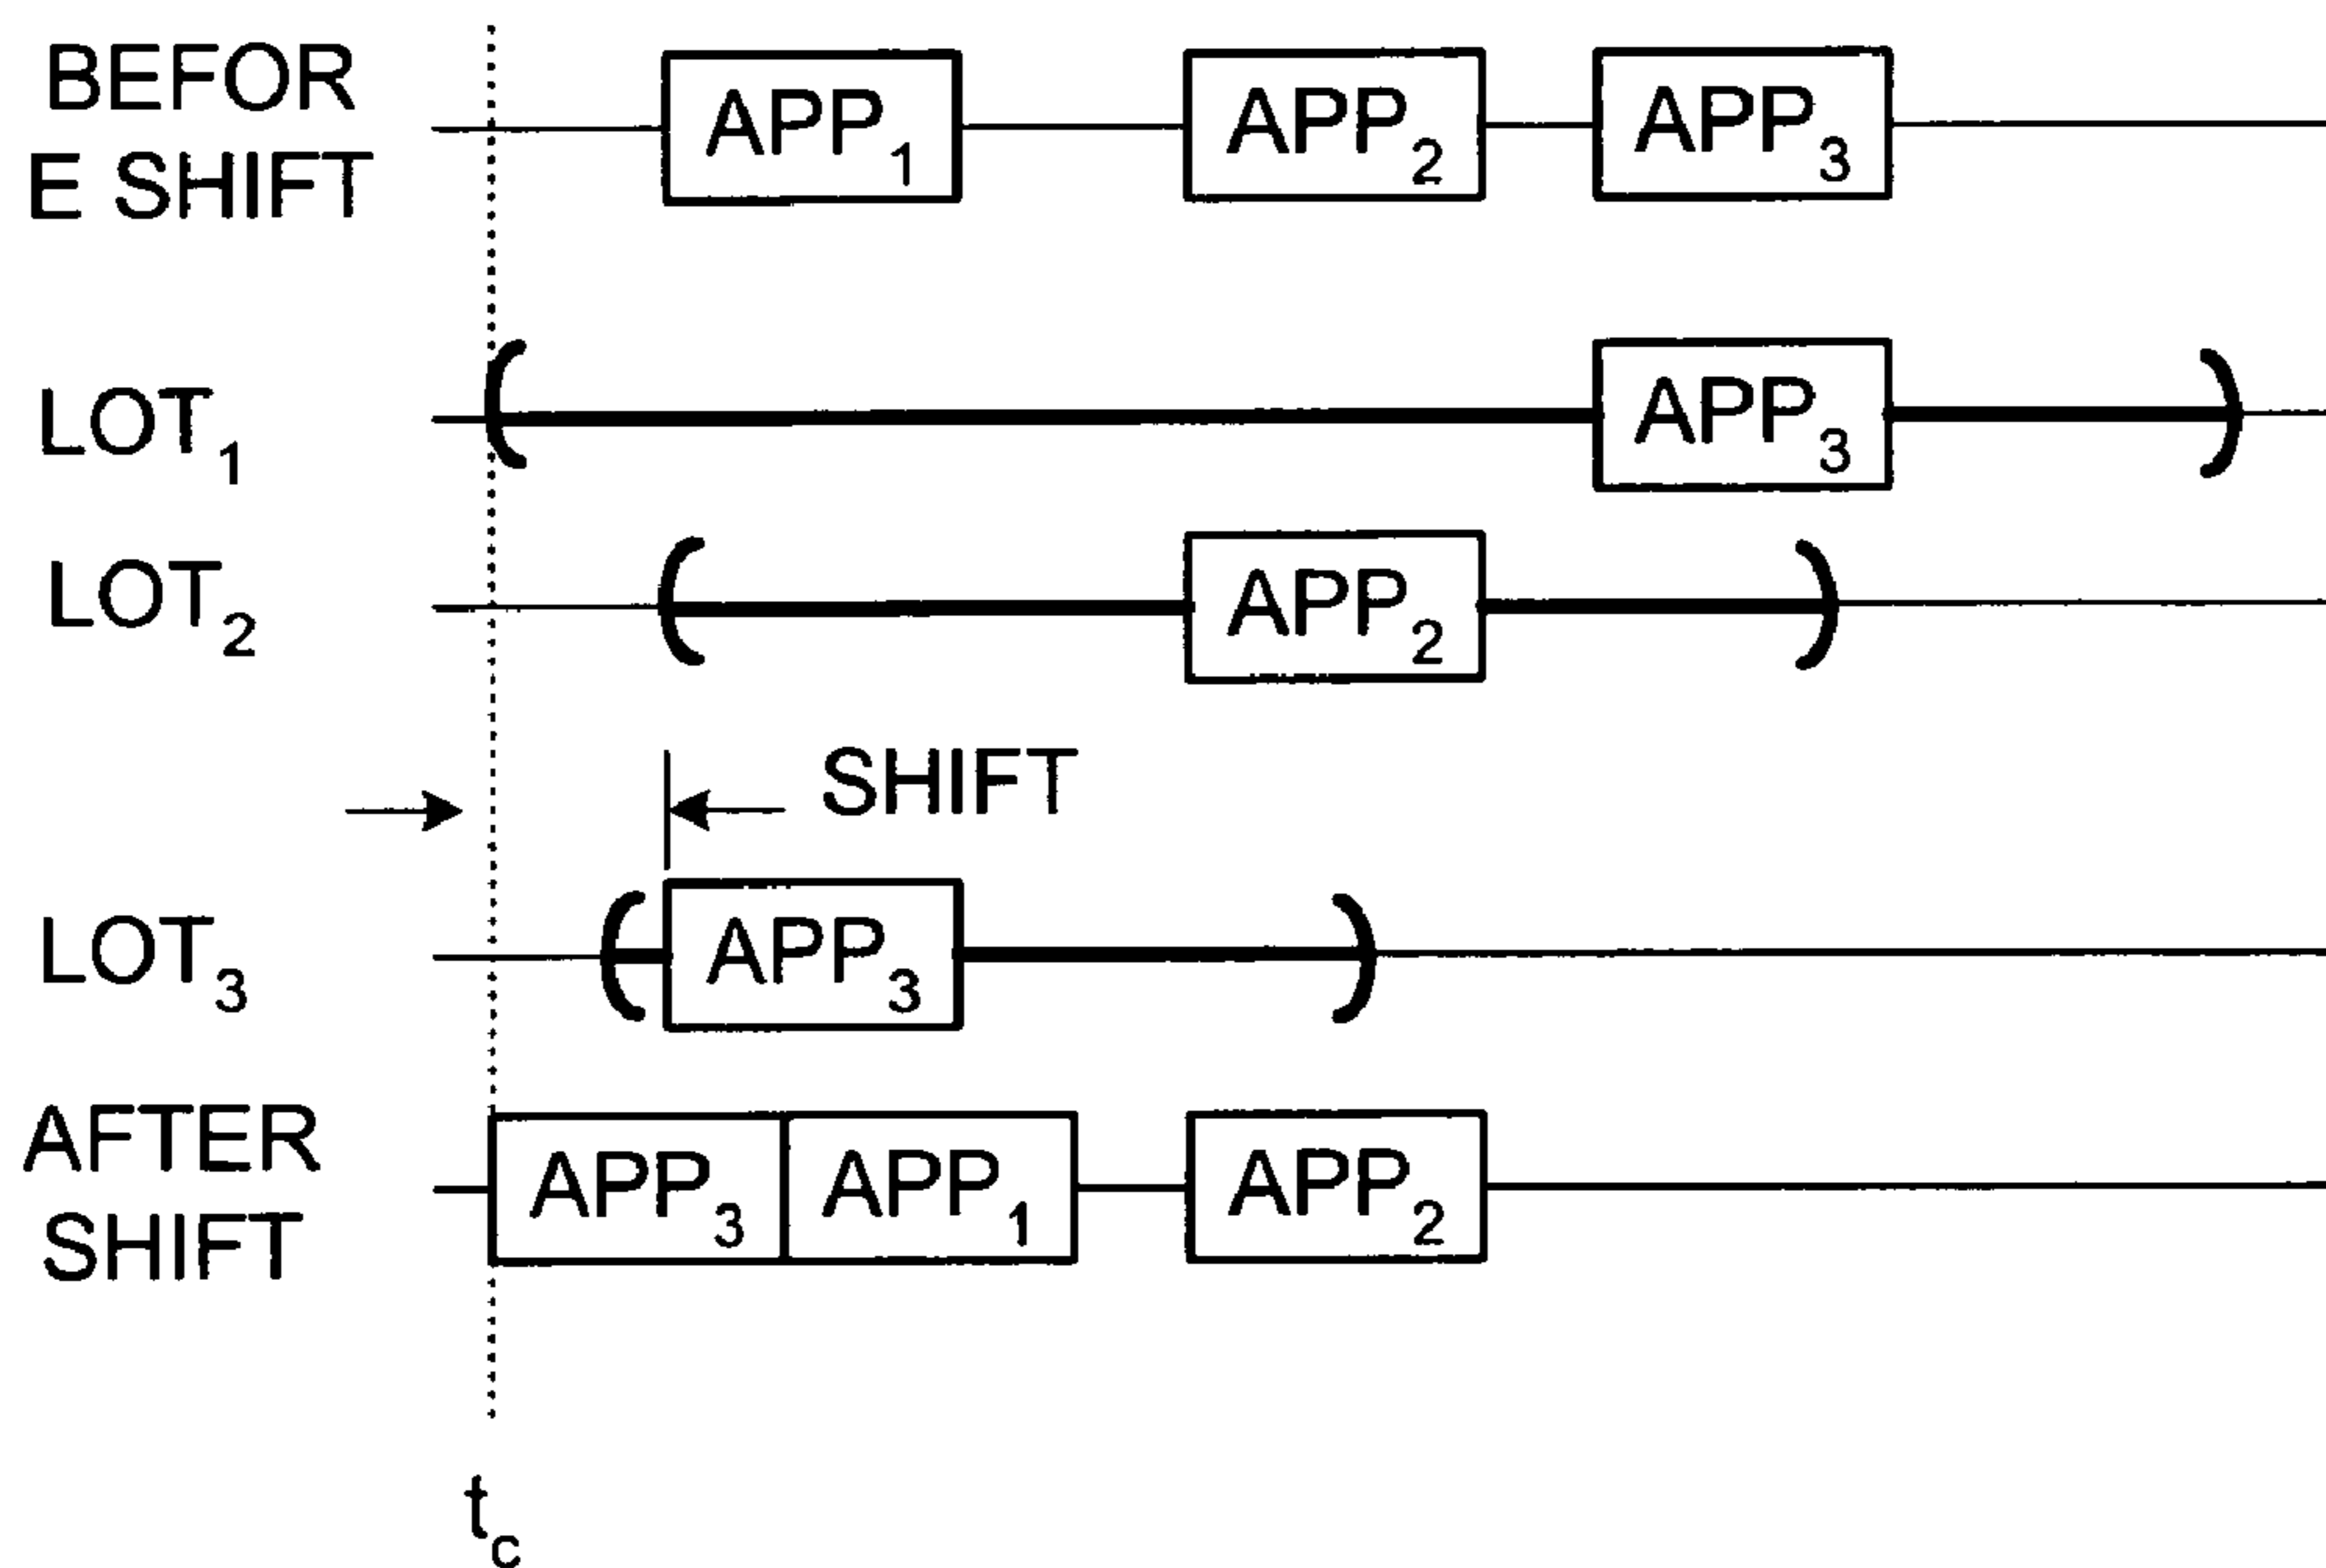 BEFOR
E SHIFT
APP1
APP2
APP3
LOT1
APP3
LOT2
APP2
SHIFT
LOT3
APP3
AFTER
SHIFT
APP3
APP1
APP2
tc